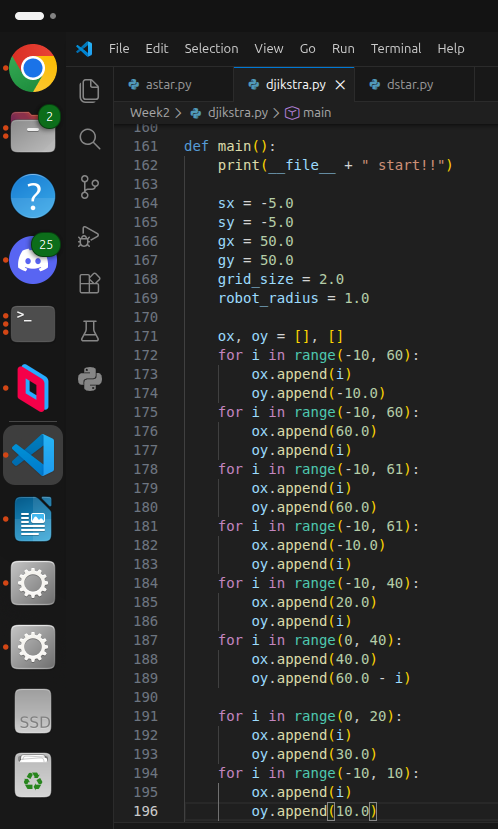 File Edit Selection View Go Run Terminal Help
astar.py djikstra.py dstar.py
Week2 > djikstra.py > main
2
25
>_
SSD
160
161 def main():
162     print(__file__ + " start!!")
163
164     sx = -5.0
165     sy = -5.0
166     gx = 50.0
167     gy = 50.0
168     grid_size = 2.0
169     robot_radius = 1.0
170
171     ox, oy = [], []
172     for i in range(-10, 60):
173         ox.append(i)
174         oy.append(-10.0)
175     for i in range(-10, 60):
176         ox.append(60.0)
177         oy.append(i)
178     for i in range(-10, 61):
179         ox.append(i)
180         oy.append(60.0)
181     for i in range(-10, 61):
182         ox.append(-10.0)
183         oy.append(i)
184     for i in range(-10, 40):
185         ox.append(20.0)
186         oy.append(i)
187     for i in range(0, 40):
188         ox.append(40.0)
189         oy.append(60.0 - i)
190
191     for i in range(0, 20):
192         ox.append(i)
193         oy.append(30.0)
194     for i in range(-10, 10):
195         ox.append(i)
196         oy.append(10.0)